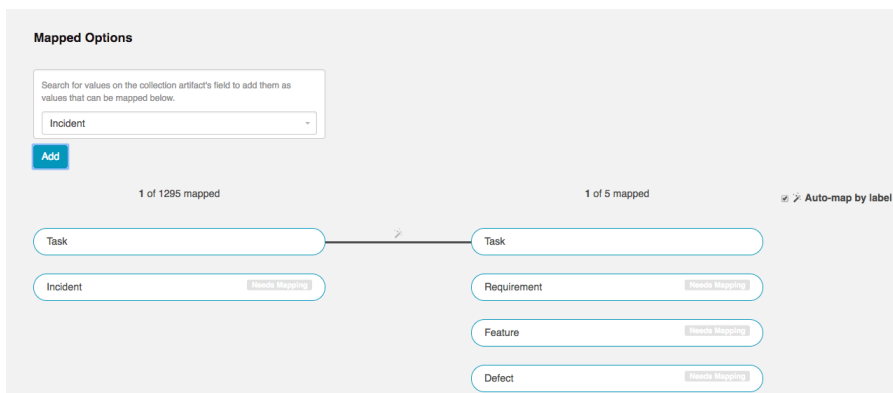 Mapped Options
Search for values on the collection artifact's field to add them as
values that can be mapped below.
Incident
Add
1 of 1295 mapped
1 of 5 mapped
Auto-map by label
Task
Task
Incident
Needs Mapping
Requirement
Needs Mapping
Feature
Needs Mapping
Defect
Needs Mapping